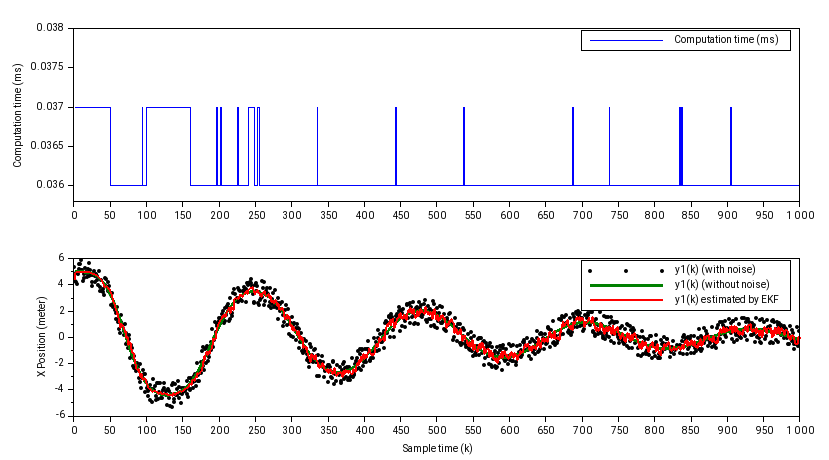 0.038
0.0375
0.037
0.0365
0.036
Computation time (ms)
Computation time (ms)
0 50 100 150 200 250 300 350 400 450 500 550 600 650 700 750 800 850 900 950 1 000
6
4
2
0
-2
-4
-6
X Position (meter)
y1(k) (with noise)
y1(k) (without noise)
y1(k) estimated by EKF
0 50 100 150 200 250 300 350 400 450 500 550 600 650 700 750 800 850 900 950 1 000
Sample time (k)